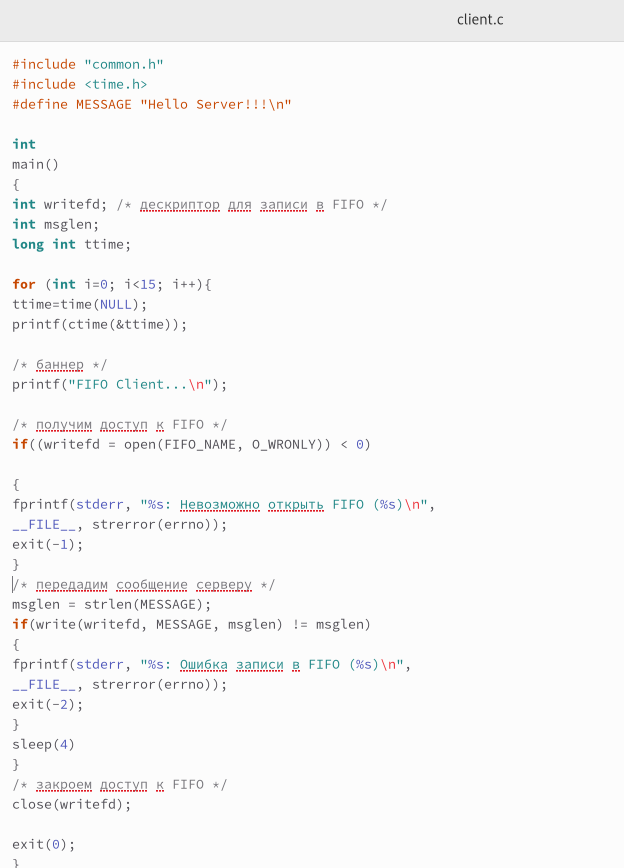 client.c
#include "common.h"
#include <time.h>
#define MESSAGE "Hello Server!!!\n"
int
main()
{
int writefd; /* дескриптор для записи в FIFO */
int msglen;
long int ttime;
for (int i=0; i<15; i++){
ttime=time(NULL);
printf(ctime(&ttime));
/* баннер */
printf("FIFO Client...\n");
/* получим доступ к FIFO */
if((writefd = open(FIFO_NAME, O_WRONLY)) < 0)
{
fprintf(stderr, "%s: Невозможно открыть FIFO (%s)\n",
__FILE__, strerror(errno));
exit(-1);
}
/* передадим сообщение серверу */
msglen = strlen(MESSAGE);
if(write(writefd, MESSAGE, msglen) != msglen)
{
fprintf(stderr, "%s: Ошибка записи в FIFO (%s)\n",
__FILE__, strerror(errno));
exit(-2);
}
sleep(4)
}
/* закроем доступ к FIFO */
close(writefd);
exit(0);
}